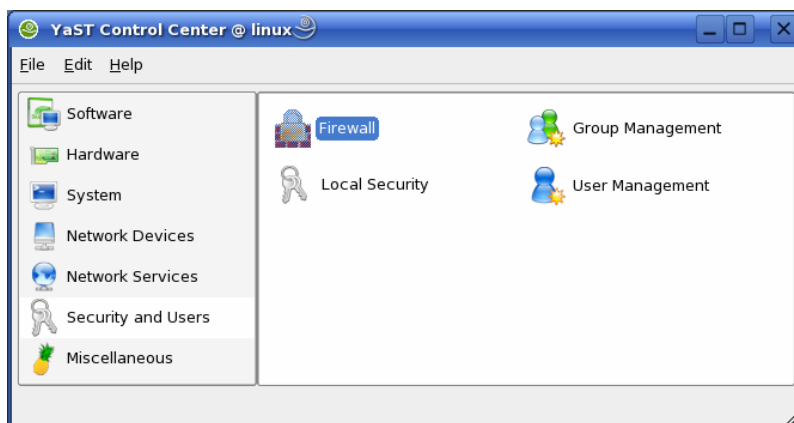 YaST Control Center @ linux
File Edit Help
Software
Hardware
System
Network Devices
Network Services
Security and Users
Miscellaneous
Firewall
Group Management
Local Security
User Management